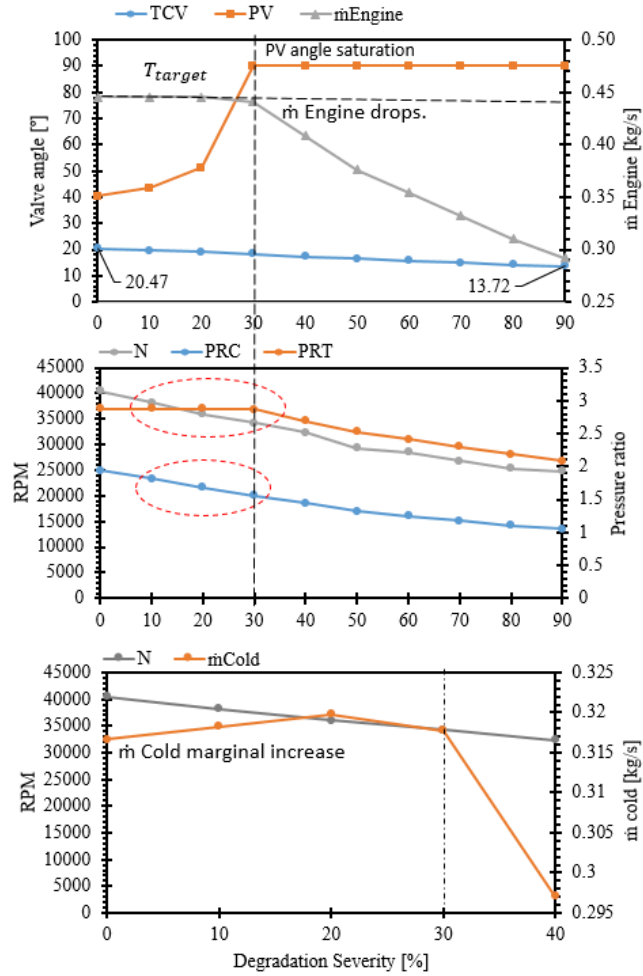 TCV PV ṁEngine
100 0.50
90 PV angle saturation
T_target
80 0.45
70 ṁ Engine drops.
60 0.40
50
40 0.35
30
20 0.30
10 20.47 13.72
0 0.25
Valve angle [°]
ṁ Engine [kg/s]
0 10 20 30 40 50 60 70 80 90
N PRC PRT
45000 3.5
40000 3
35000
30000 2.5
25000 2
20000 1.5
15000
10000 1
5000 0.5
0 0
RPM
Pressure ratio
0 10 20 30 40 50 60 70 80 90
N ṁCold
45000 0.325
40000 0.32
35000
30000 ṁ Cold marginal increase 0.315
25000 0.31
20000
15000 0.305
10000 0.3
5000
0 0.295
RPM
ṁ cold [kg/s]
0 10 20 30 40
Degradation Severity [%]